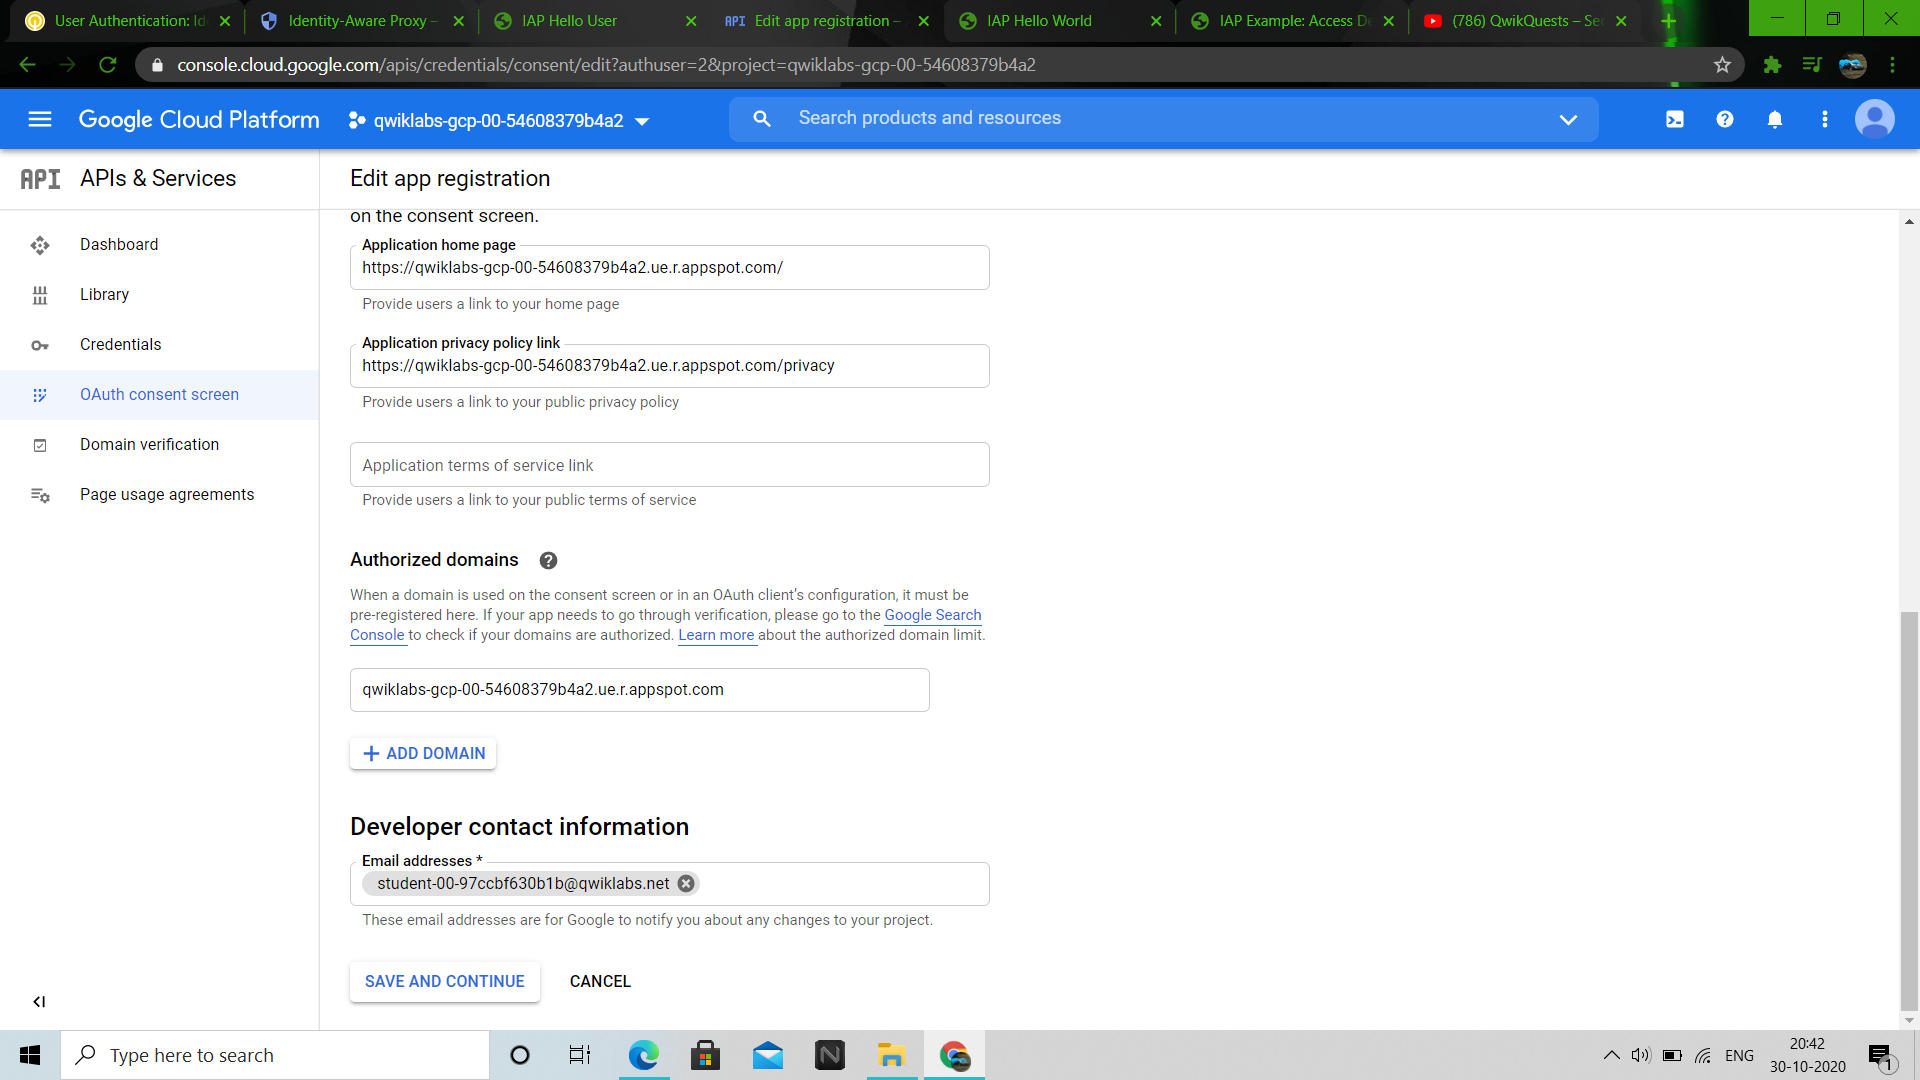 User Authentication: Id
Identity-Aware Proxy –
IAP Hello User
API Edit app registration –
IAP Hello World
IAP Example: Access D
(786) QwikQuests – Sec
console.cloud.google.com/apis/credentials/consent/edit?authuser=2&project=qwiklabs-gcp-00-54608379b4a2
Google Cloud Platform
qwiklabs-gcp-00-54608379b4a2
Search products and resources
API APIs & Services
Edit app registration
Dashboard
Library
Credentials
OAuth consent screen
Domain verification
Page usage agreements
on the consent screen.
Application home page
https://qwiklabs-gcp-00-54608379b4a2.ue.r.appspot.com/
Provide users a link to your home page
Application privacy policy link
https://qwiklabs-gcp-00-54608379b4a2.ue.r.appspot.com/privacy
Provide users a link to your public privacy policy
Application terms of service link
Provide users a link to your public terms of service
Authorized domains
When a domain is used on the consent screen or in an OAuth client's configuration, it must be
pre-registered here. If your app needs to go through verification, please go to the Google Search
Console to check if your domains are authorized. Learn more about the authorized domain limit.
qwiklabs-gcp-00-54608379b4a2.ue.r.appspot.com
ADD DOMAIN
Developer contact information
Email addresses *
student-00-97ccbf630b1b@qwiklabs.net
These email addresses are for Google to notify you about any changes to your project.
SAVE AND CONTINUE
CANCEL
Type here to search
ENG
20:42
30-10-2020
1